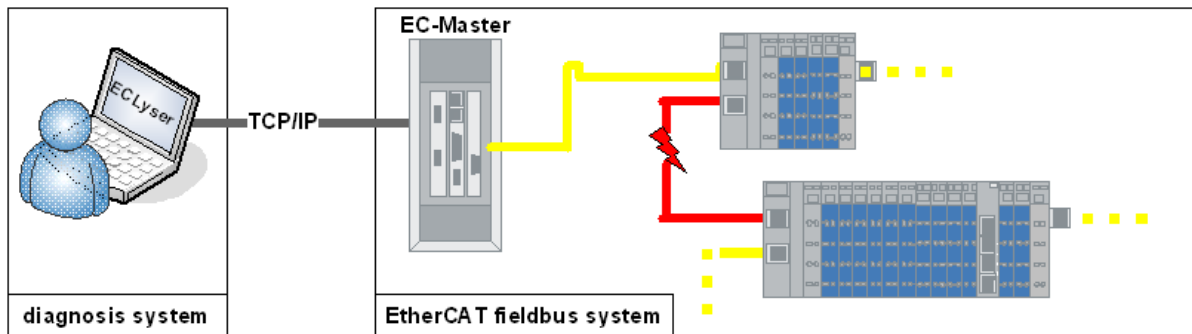 EC-Master
ECLyser
TCP/IP
diagnosis system
EtherCAT fieldbus system